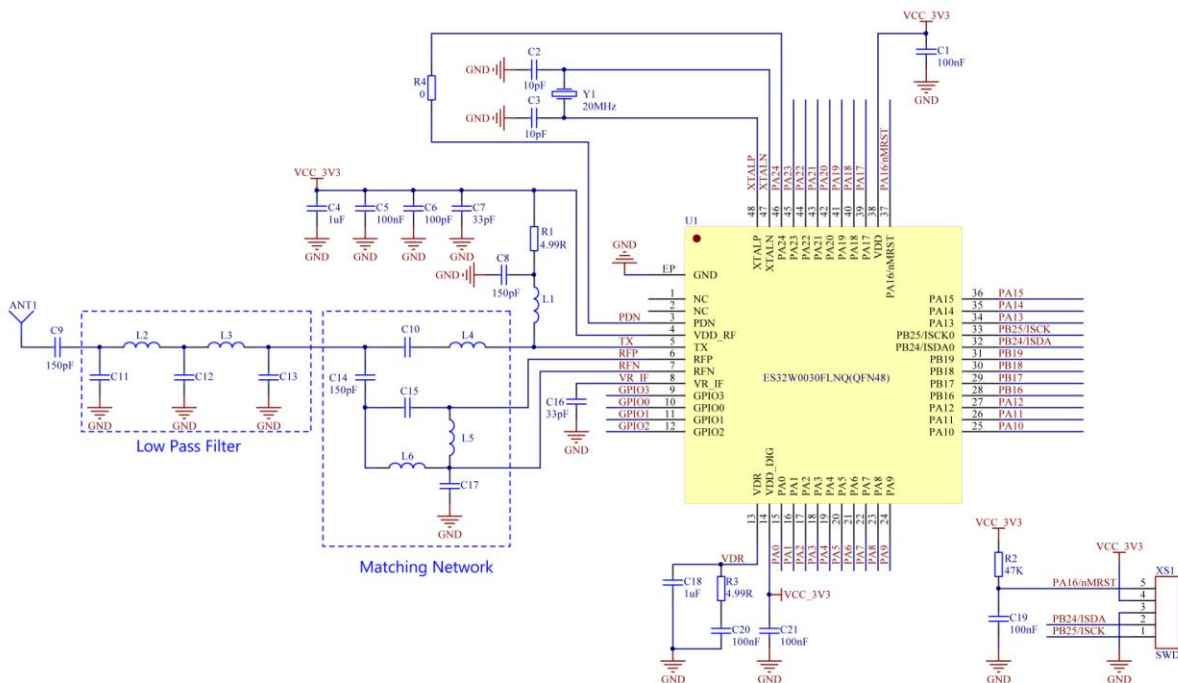 VCC_3V3
C1
100nF
GND
C2
GND
10pF
Y1
20MHz
C3
GND
10pF
R4
0
XTALP
XTALN
PA24
PA23
PA22
PA21
PA20
PA19
PA18
PA17
PA16/nMRST
48
47
46
45
44
43
42
41
40
39
38
37
VCC_3V3
C4
1uF
C5
100nF
C6
100pF
C7
33pF
GND
GND
GND
GND
R1
4.99R
GND
C8
150pF
L1
U1
XTALP
XTALN
PA24
PA23
PA22
PA21
PA20
PA19
PA18
PA17
VDD
PA16/nMRST
GND
EP
GND
1
NC
2
NC
PDN
3
PDN
4
VDD_RF
TX
5
TX
RFP
6
RFP
RFN
7
RFN
VR_IF
8
VR_IF
GPIO3
9
GPIO3
GPIO0
10
GPIO0
GPIO1
11
GPIO1
GPIO2
12
GPIO2
ES32W0030FLNQ(QFN48)
PA15
36
PA15
PA14
35
PA14
PA13
34
PA13
PB25/ISCK0
33
PB25/ISCK
PB24/ISDA0
32
PB24/ISDA
PB19
31
PB19
PB18
30
PB18
PB17
29
PB17
PB16
28
PB16
PA12
27
PA12
PA11
26
PA11
PA10
25
PA10
ANT1
C9
150pF
L2
L3
C11
C12
C13
GND
GND
GND
Low Pass Filter
C10
L4
C14
150pF
C15
L5
L6
C17
GND
Matching Network
C16
33pF
GND
VDR
VDD_DIG
PA0
PA1
PA2
PA3
PA4
PA5
PA6
PA7
PA8
PA9
13
14
15
16
17
18
19
20
21
22
23
24
PA0
PA1
PA2
PA3
PA4
PA5
PA6
PA7
PA8
PA9
VDR
C18
1uF
R3
4.99R
VCC_3V3
C20
100nF
C21
100nF
GND
GND
VCC_3V3
R2
47K
VCC_3V3
XS1
PA16/nMRST
5
4
3
PB24/ISDA
2
PB25/ISCK
1
C19
100nF
SWD
GND
GND